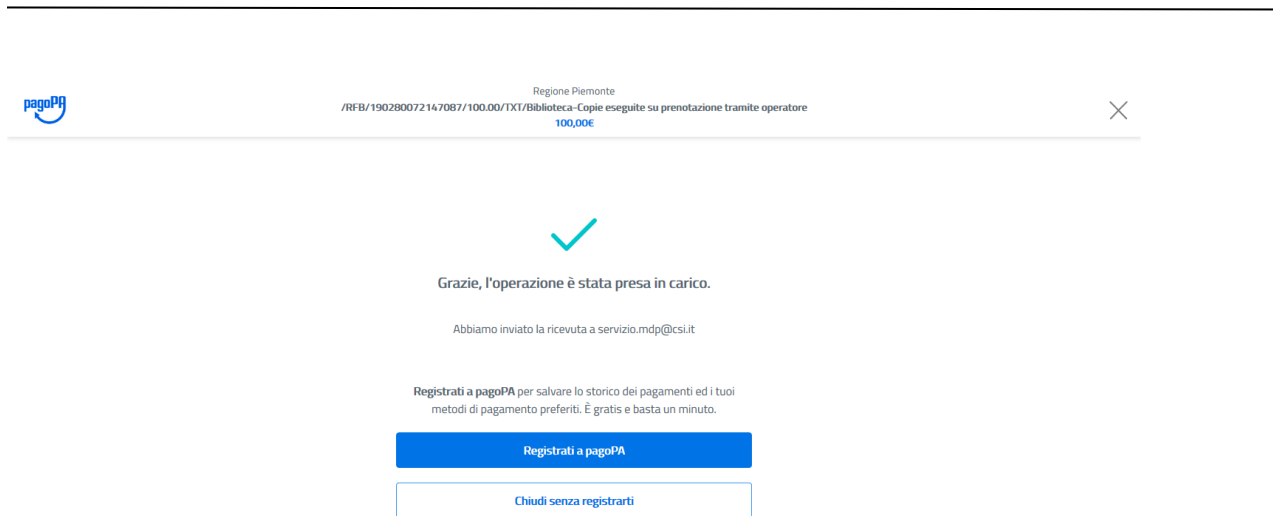 pagoPA
Regione Piemonte
/RFB/190280072147087/100.00/TXT/Biblioteca-Copie eseguite su prenotazione tramite operatore
100,00€
Grazie, l'operazione è stata presa in carico.
Abbiamo inviato la ricevuta a servizio.mdp@csi.it
Registrati a pagoPA per salvare lo storico dei pagamenti ed i tuoi
metodi di pagamento preferiti. È gratis e basta un minuto.
Registrati a pagoPA
Chiudi senza registrarti